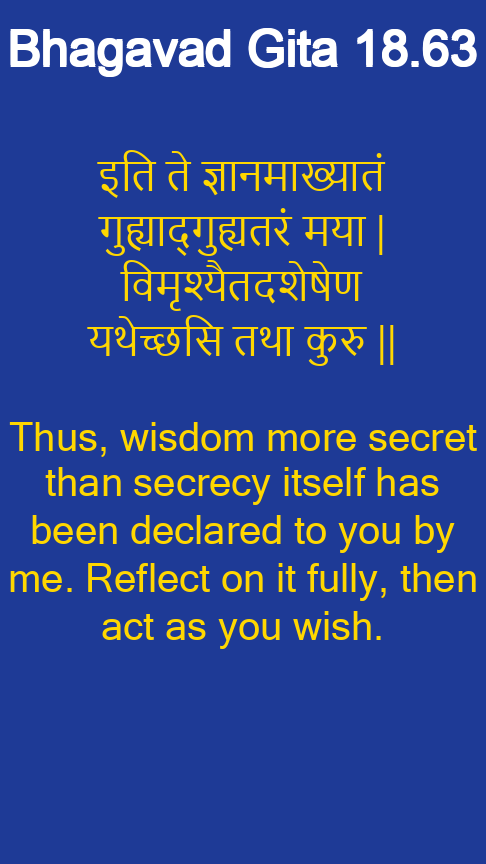 Bhagavad Gita 18.63
इति ते ज्ञानमाख्यातं
गुह्याद्गुह्यतरं मया |
विमृश्यैतदशेषेण
यथेच्छसि तथा कुरु ||
Thus, wisdom more secret
than secrecy itself has
been declared to you by
me. Reflect on it fully, then
act as you wish.